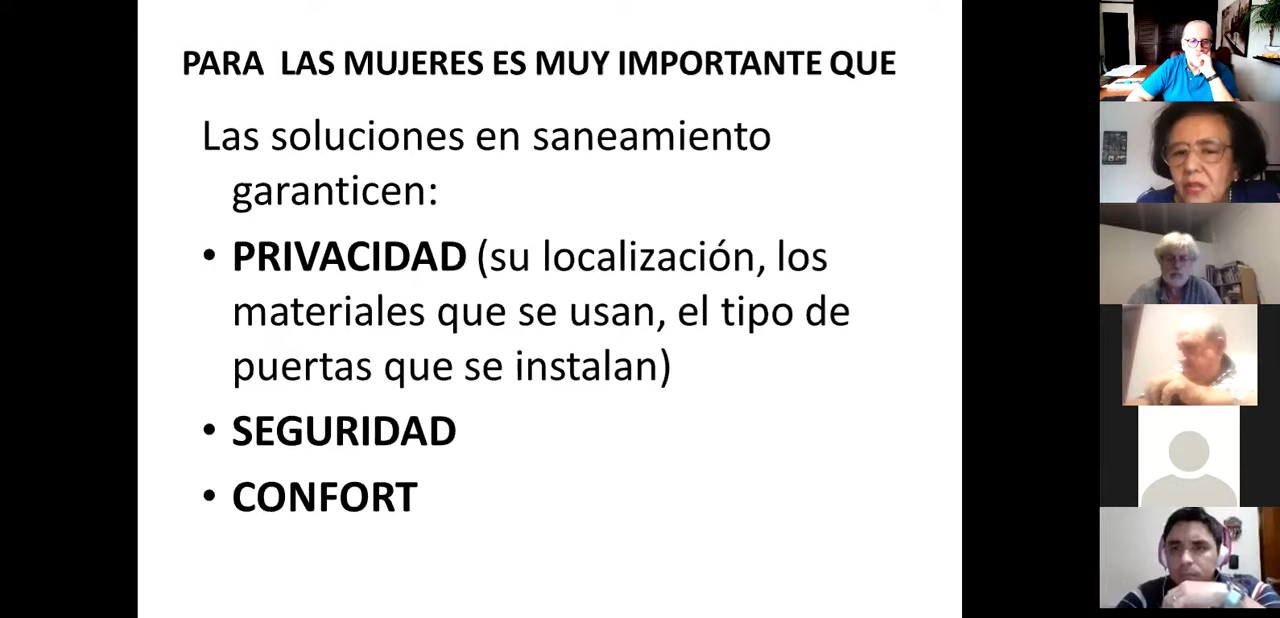 PARA LAS MUJERES ES MUY IMPORTANTE QUE
Las soluciones en saneamiento
garanticen:
• PRIVACIDAD (su localización, los
materiales que se usan, el tipo de
puertas que se instalan)
• SEGURIDAD
• CONFORT